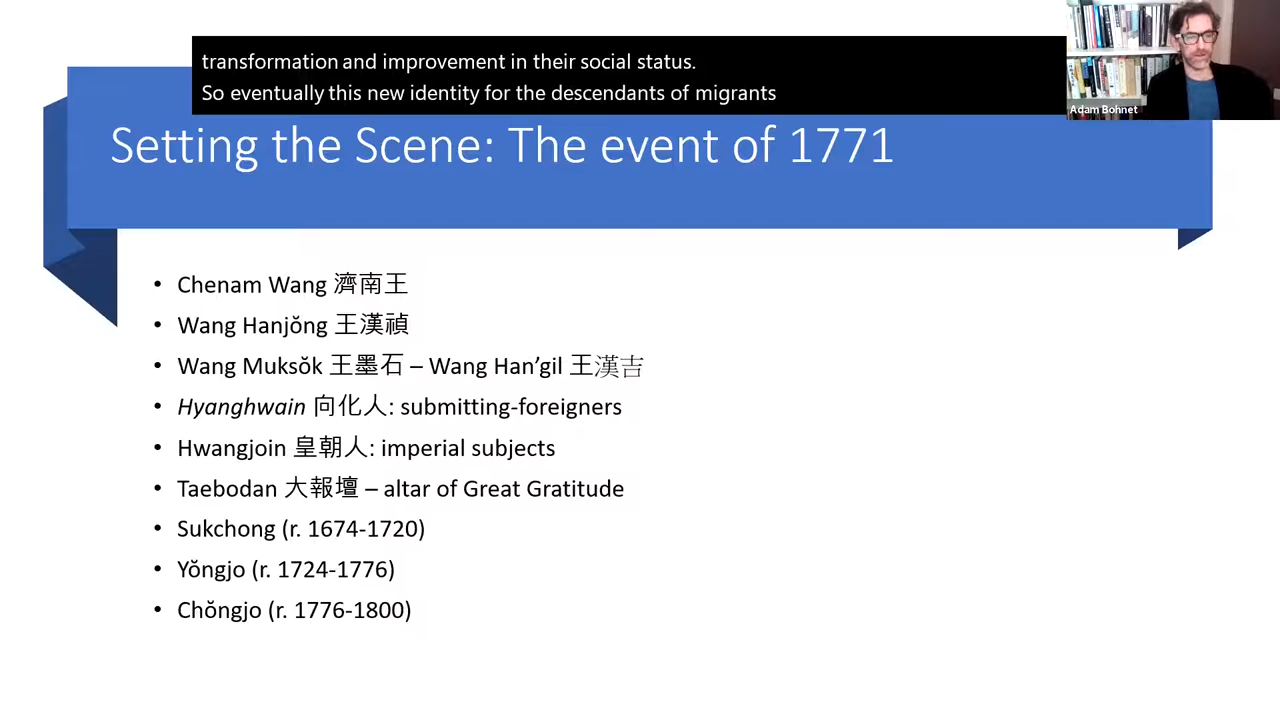 transformation and improvement in their social status.
So eventually this new identity for the descendants of migrants
Adam Bohnet
Setting the Scene: The event of 1771
• Chenam Wang 濟南王
• Wang Hanjŏng 王漢禎
• Wang Muksŏk 王墨石 – Wang Han’gil 王漢吉
• Hyanghwain 向化人: submitting-foreigners
• Hwangjoin 皇朝人: imperial subjects
• Taebodan 大報壇 – altar of Great Gratitude
• Sukchong (r. 1674-1720)
• Yŏngjo (r. 1724-1776)
• Chŏngjo (r. 1776-1800)